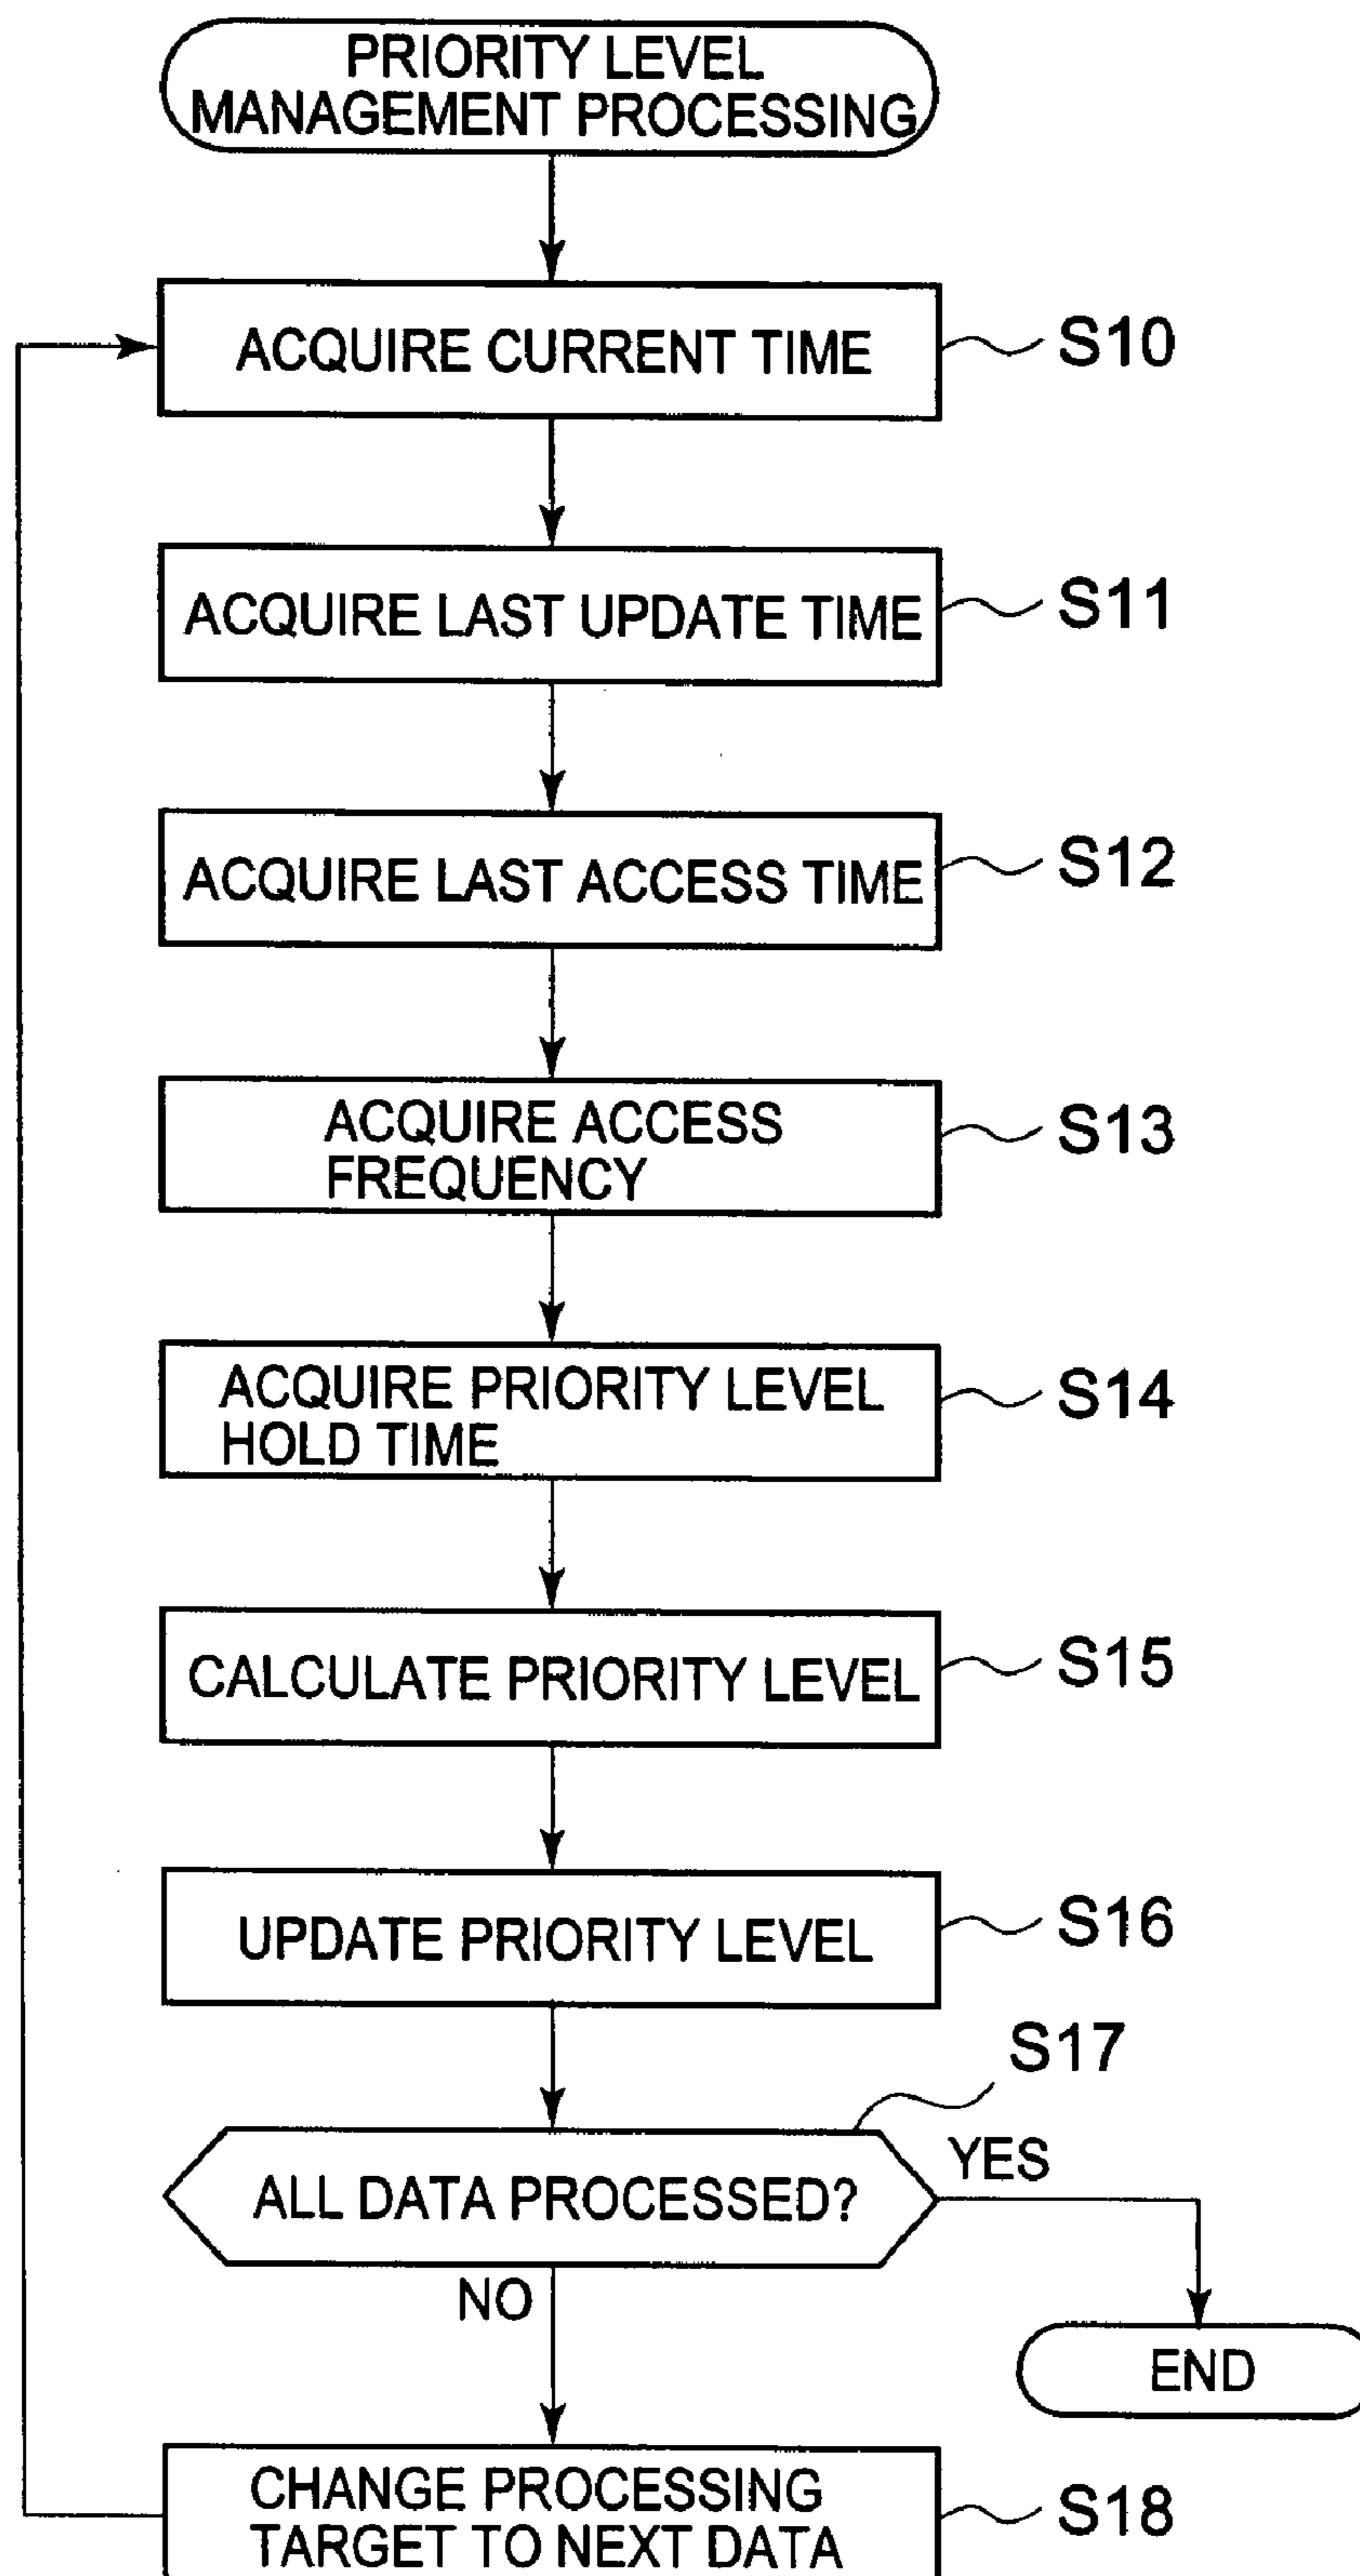 PRIORITY LEVEL
MANAGEMENT PROCESSING
ACQUIRE CURRENT TIME
S10
ACQUIRE LAST UPDATE TIME
S11
ACQUIRE LAST ACCESS TIME
S12
ACQUIRE ACCESS
FREQUENCY
S13
ACQUIRE PRIORITY LEVEL
HOLD TIME
S14
CALCULATE PRIORITY LEVEL
S15
UPDATE PRIORITY LEVEL
S16
S17
ALL DATA PROCESSED?
YES
NO
END
CHANGE PROCESSING
TARGET TO NEXT DATA
S18